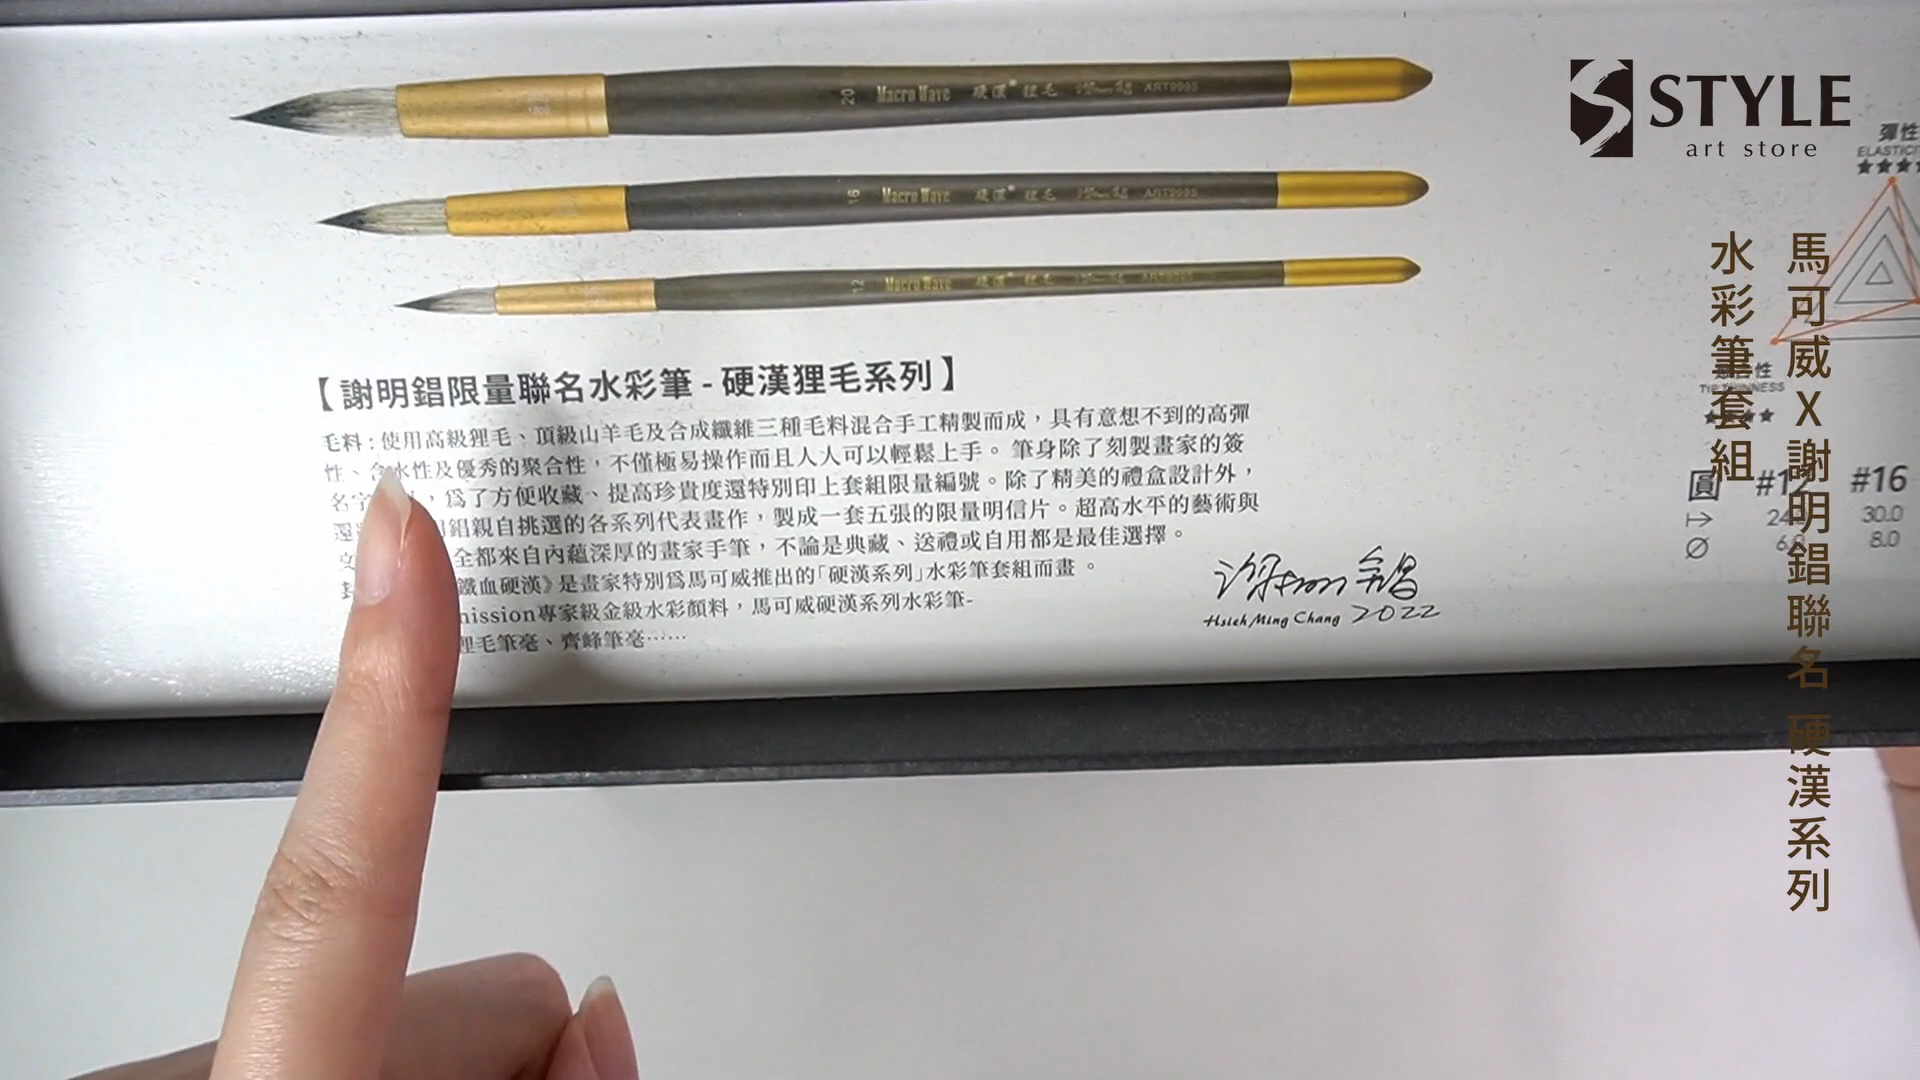 STYLE
art store
馬可威X謝明錩聯名 硬漢系列
水彩筆套組
20 Macro Wave 硬漢® 狸毛 ART9995
16 Macro Wave 硬漢® 狸毛 ART9995
12 Macro Wave 硬漢® 狸毛 ART9995
【謝明錩限量聯名水彩筆-硬漢狸毛系列】
毛料:使用高級狸毛、頂級山羊毛及合成纖維三種毛料混合手工精製而成,具有意想不到的高彈
性、含水性及優秀的聚合性,不僅極易操作而且人人可以輕鬆上手。筆身除了刻製畫家的簽
名字,為了方便收藏、提高珍貴度還特別印上套組限量編號。除了精美的禮盒設計外,
還 錩親自挑選的各系列代表畫作,製成一套五張的限量明信片。超高水平的藝術與
全都來自內蘊深厚的畫家手筆,不論是典藏、送禮或自用都是最佳選擇。
鐵血硬漢》是畫家特別為馬可威推出的「硬漢系列」水彩筆套組而畫。
mission專家級金級水彩顏料,馬可威硬漢系列水彩筆-
狸毛筆毫、齊峰筆毫……
Hsieh Ming Chang 2022
彈性
ELASTICI
★★★★
性
圓 #12 #16
30.0
8.0